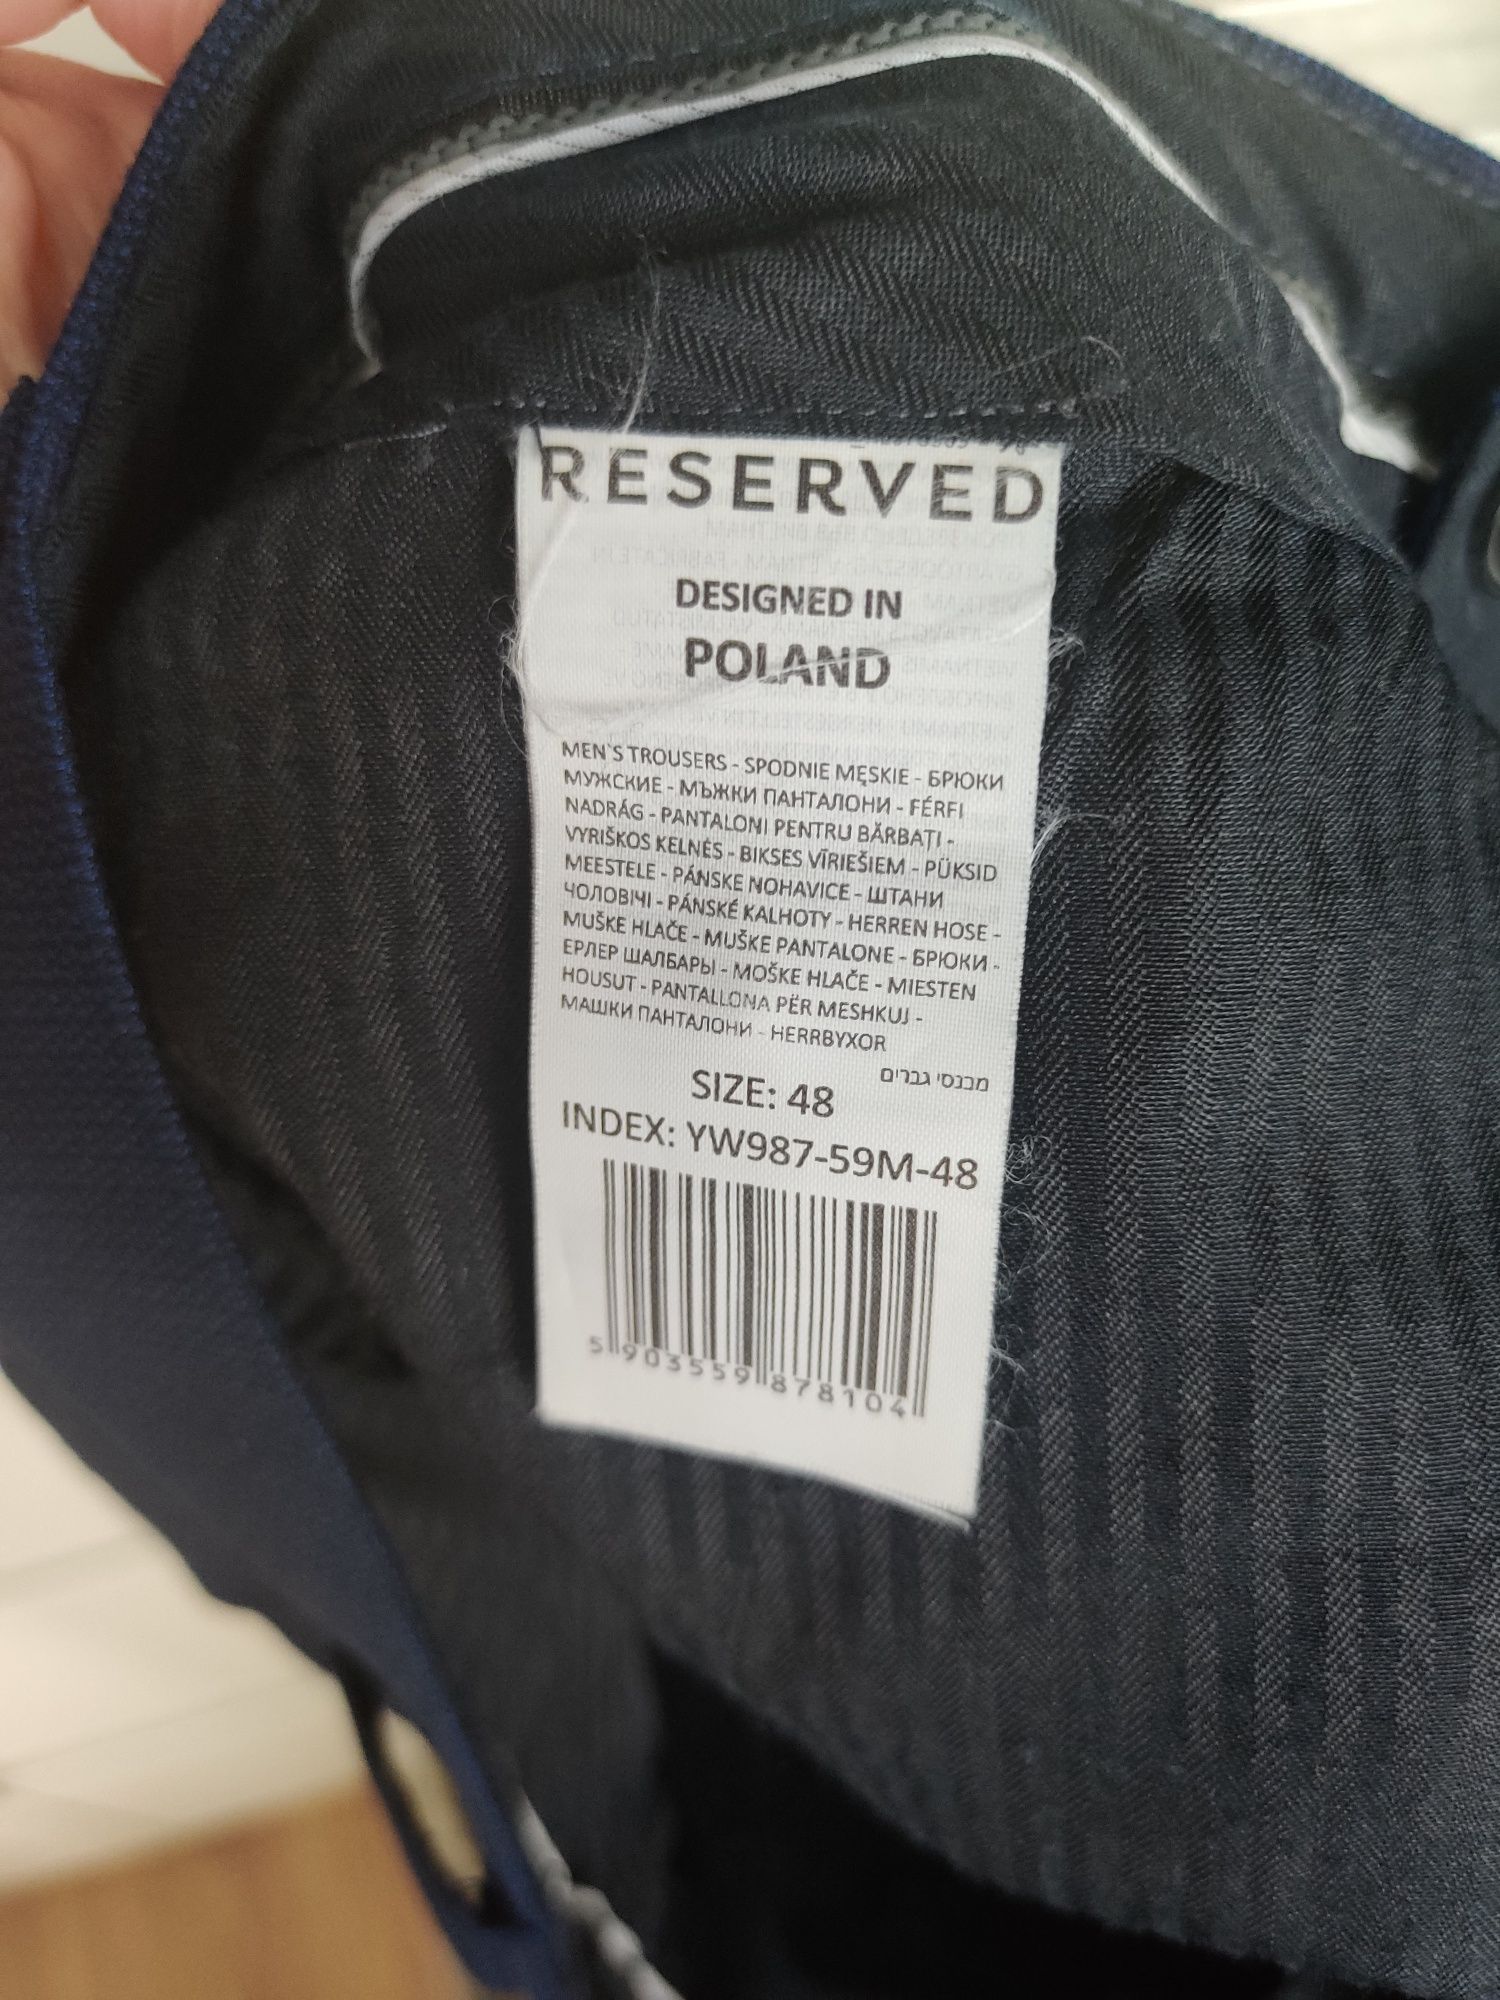 RESERVED
DESIGNED IN
POLAND
MEN`S TROUSERS - SPODNIE MĘSKIE - БРЮКИ
МУЖСКИЕ - МЪЖКИ ПАНТАЛОНИ - FÉRFI
NADRÁG - PANTALONI PENTRU BĂRBAȚI -
VYRIŠKOS KELNĖS - BIKSES VĪRIEŠIEM - PÜKSID
MEESTELE - PÁNSKE NOHAVICE - ШТАНИ
ЧОЛОВІЧІ - PÁNSKÉ KALHOTY - HERREN HOSE -
MUŠKE HLAČE - MUŠKE PANTALONE - БРЮКИ -
ЕРЛЕР ШАЛБАРЫ - MOŠKE HLAČE - MIESTEN
HOUSUT - PANTALLONA PËR MESHKUJ -
МАШКИ ПАНТАЛОНИ - HERRBYXOR
מכנסי גברים
SIZE: 48
INDEX: YW987-59M-48
5 903559 878104